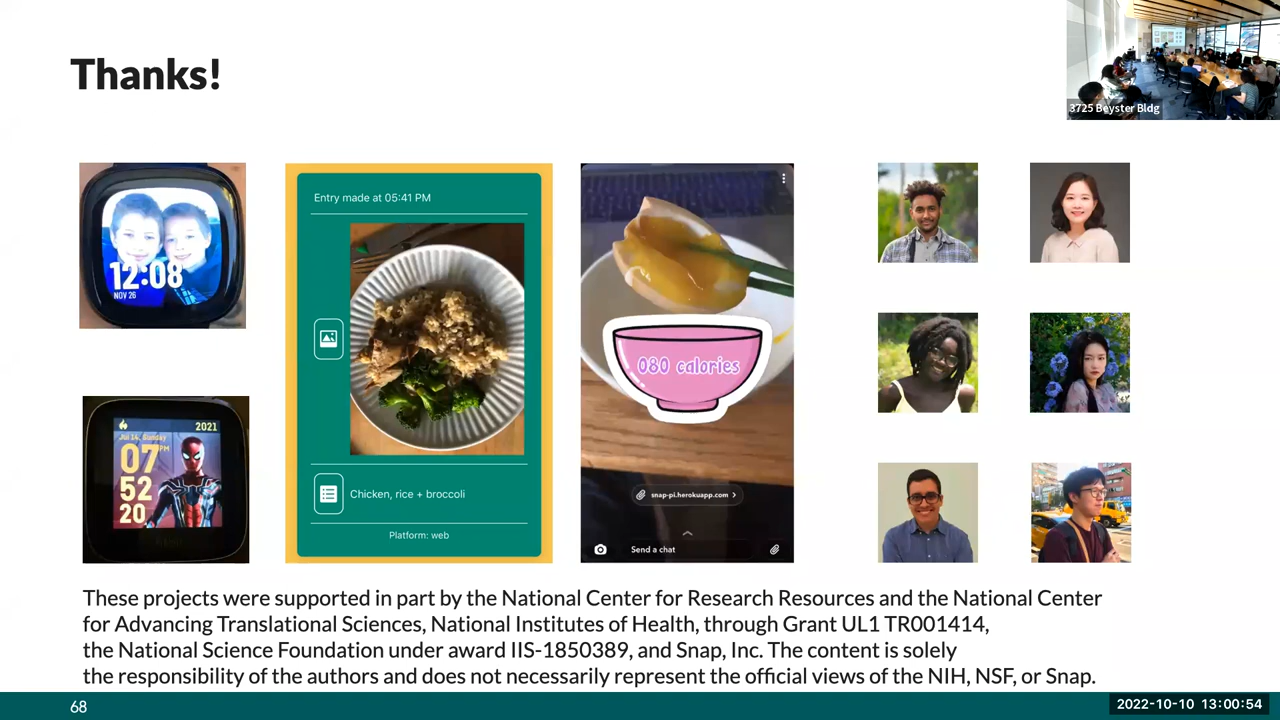 Thanks!
3725 Beyster Bldg
12:08
NOV 26
2021
Jul 14, Sunday
07PM
52
20
Entry made at 05:41 PM
Chicken, rice + broccoli
Platform: web
080 calories
snap-pi.herokuapp.com
Send a chat
These projects were supported in part by the National Center for Research Resources and the National Center
for Advancing Translational Sciences, National Institutes of Health, through Grant UL1 TR001414,
the National Science Foundation under award IIS-1850389, and Snap, Inc. The content is solely
the responsibility of the authors and does not necessarily represent the official views of the NIH, NSF, or Snap.
68
2022-10-10 13:00:54